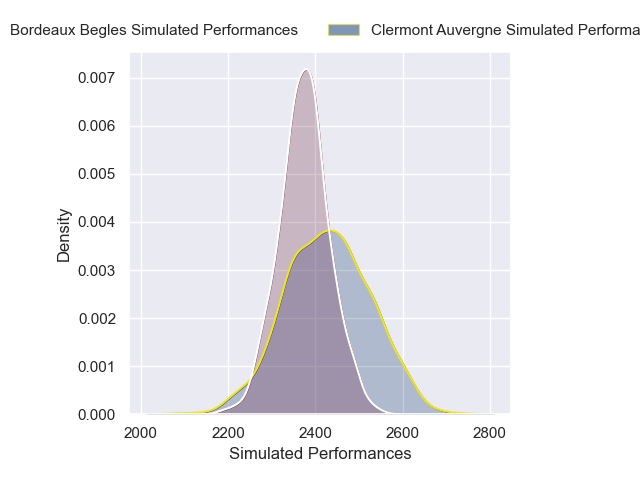 Bordeaux Begles Simulated Performances
Clermont Auvergne Simulated Performa
0.007
0.006
0.005
0.004
0.003
0.002
0.001
0.000
Density
2000 2200 2400 2600 2800
Simulated Performances